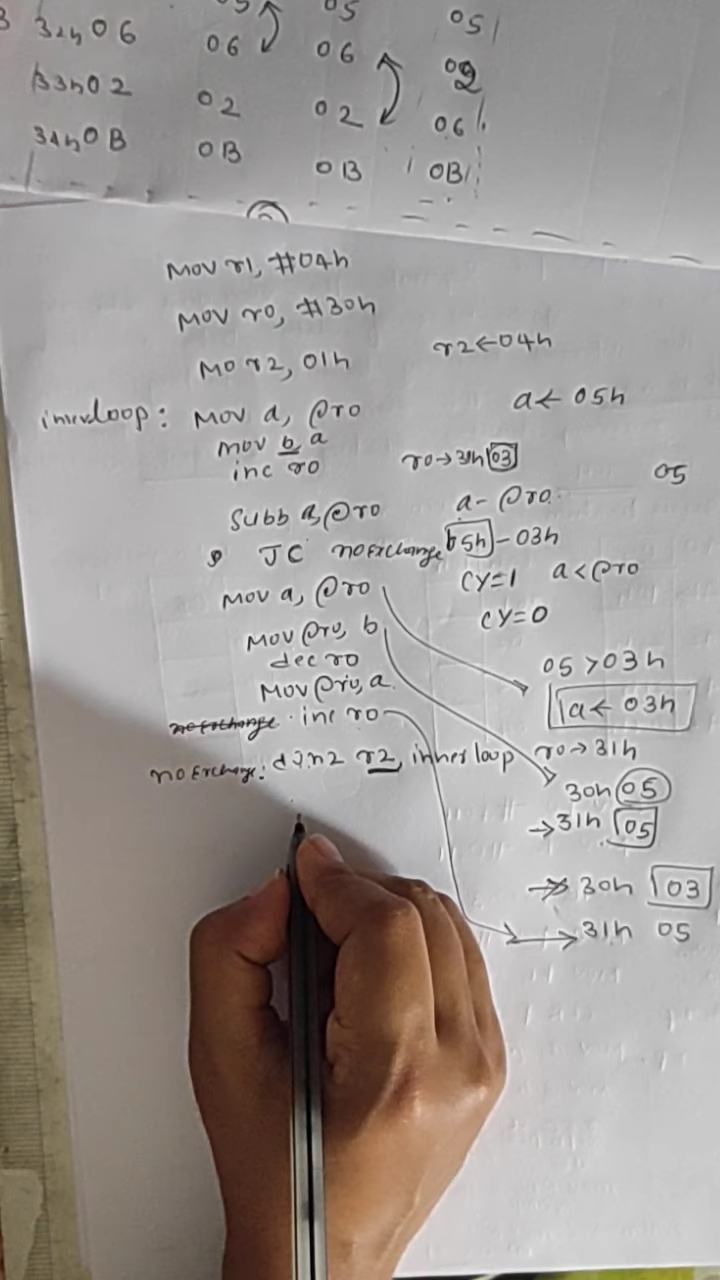 05 05 05
32h 06 06 06 02
33h 02 02 02 06
34h 0B 0B 0B 0B
Mov r1, #04h
Mov r0, #30h
Mo r2, 01h r2←04h
innerloop: Mov a, @r0 a← 05h
mov b a
inc r0 r0→31h 03 05
Subb a, @r0 a- @r0
JC noExchange 05h-03h
CY=1 a<@r0
Mov a, @r0 CY=0
Mov @r0, b
dec r0 05 >03h
Mov @r0, a. a← 03h
noExchange inc r0
noExchange: djnz r2, innerloop r0→31h
30h 05
→31h 05
→ 30h 03
→31h 05